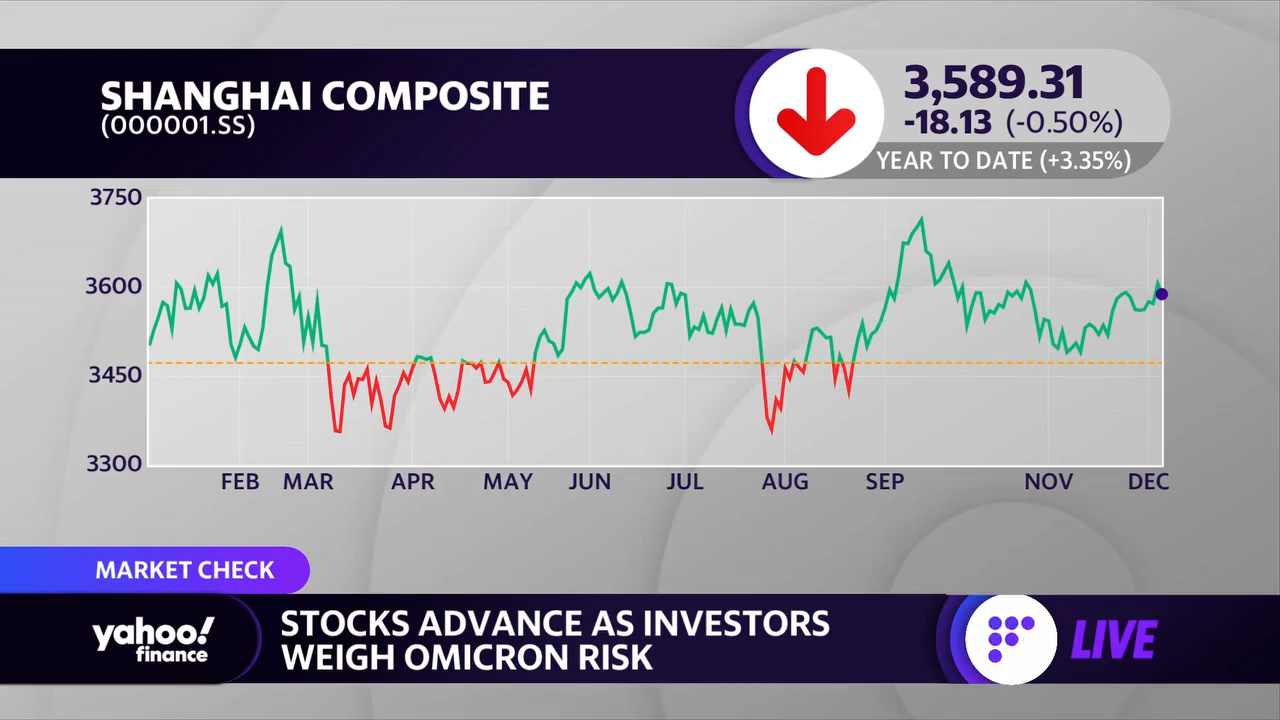 SHANGHAI COMPOSITE
(000001.SS)
3,589.31
-18.13 (-0.50%)
YEAR TO DATE (+3.35%)
3750
3600
3450
3300
FEB MAR APR MAY JUN JUL AUG SEP NOV DEC
MARKET CHECK
yahoo!
finance
STOCKS ADVANCE AS INVESTORS
WEIGH OMICRON RISK
LIVE